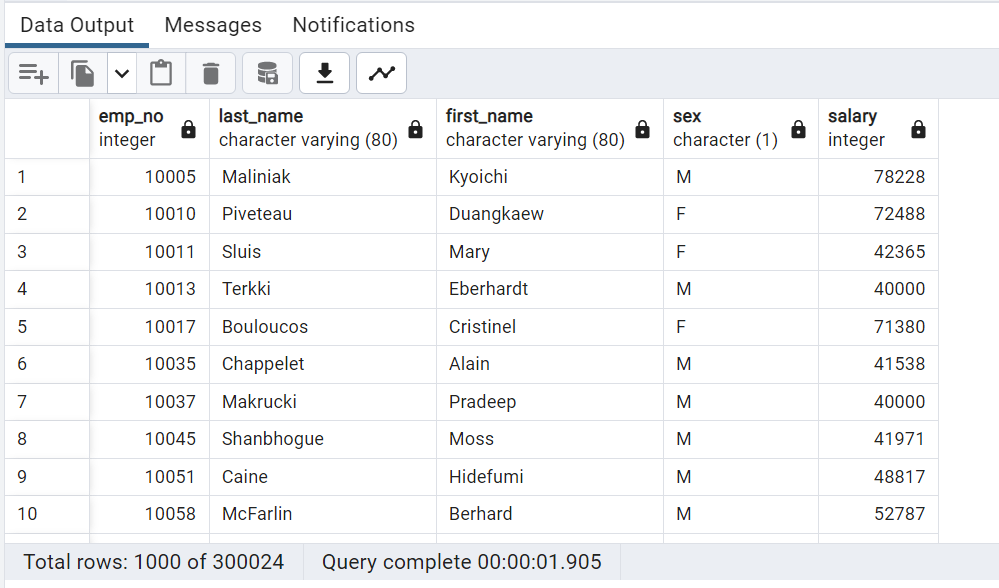 Data Output Messages Notifications
emp_no last_name first_name sex salary
integer character varying (80) character varying (80) character (1) integer
1 10005 Maliniak Kyoichi M 78228
2 10010 Piveteau Duangkaew F 72488
3 10011 Sluis Mary F 42365
4 10013 Terkki Eberhardt M 40000
5 10017 Bouloucos Cristinel F 71380
6 10035 Chappelet Alain M 41538
7 10037 Makrucki Pradeep M 40000
8 10045 Shanbhogue Moss M 41971
9 10051 Caine Hidefumi M 48817
10 10058 McFarlin Berhard M 52787
Total rows: 1000 of 300024 Query complete 00:00:01.905